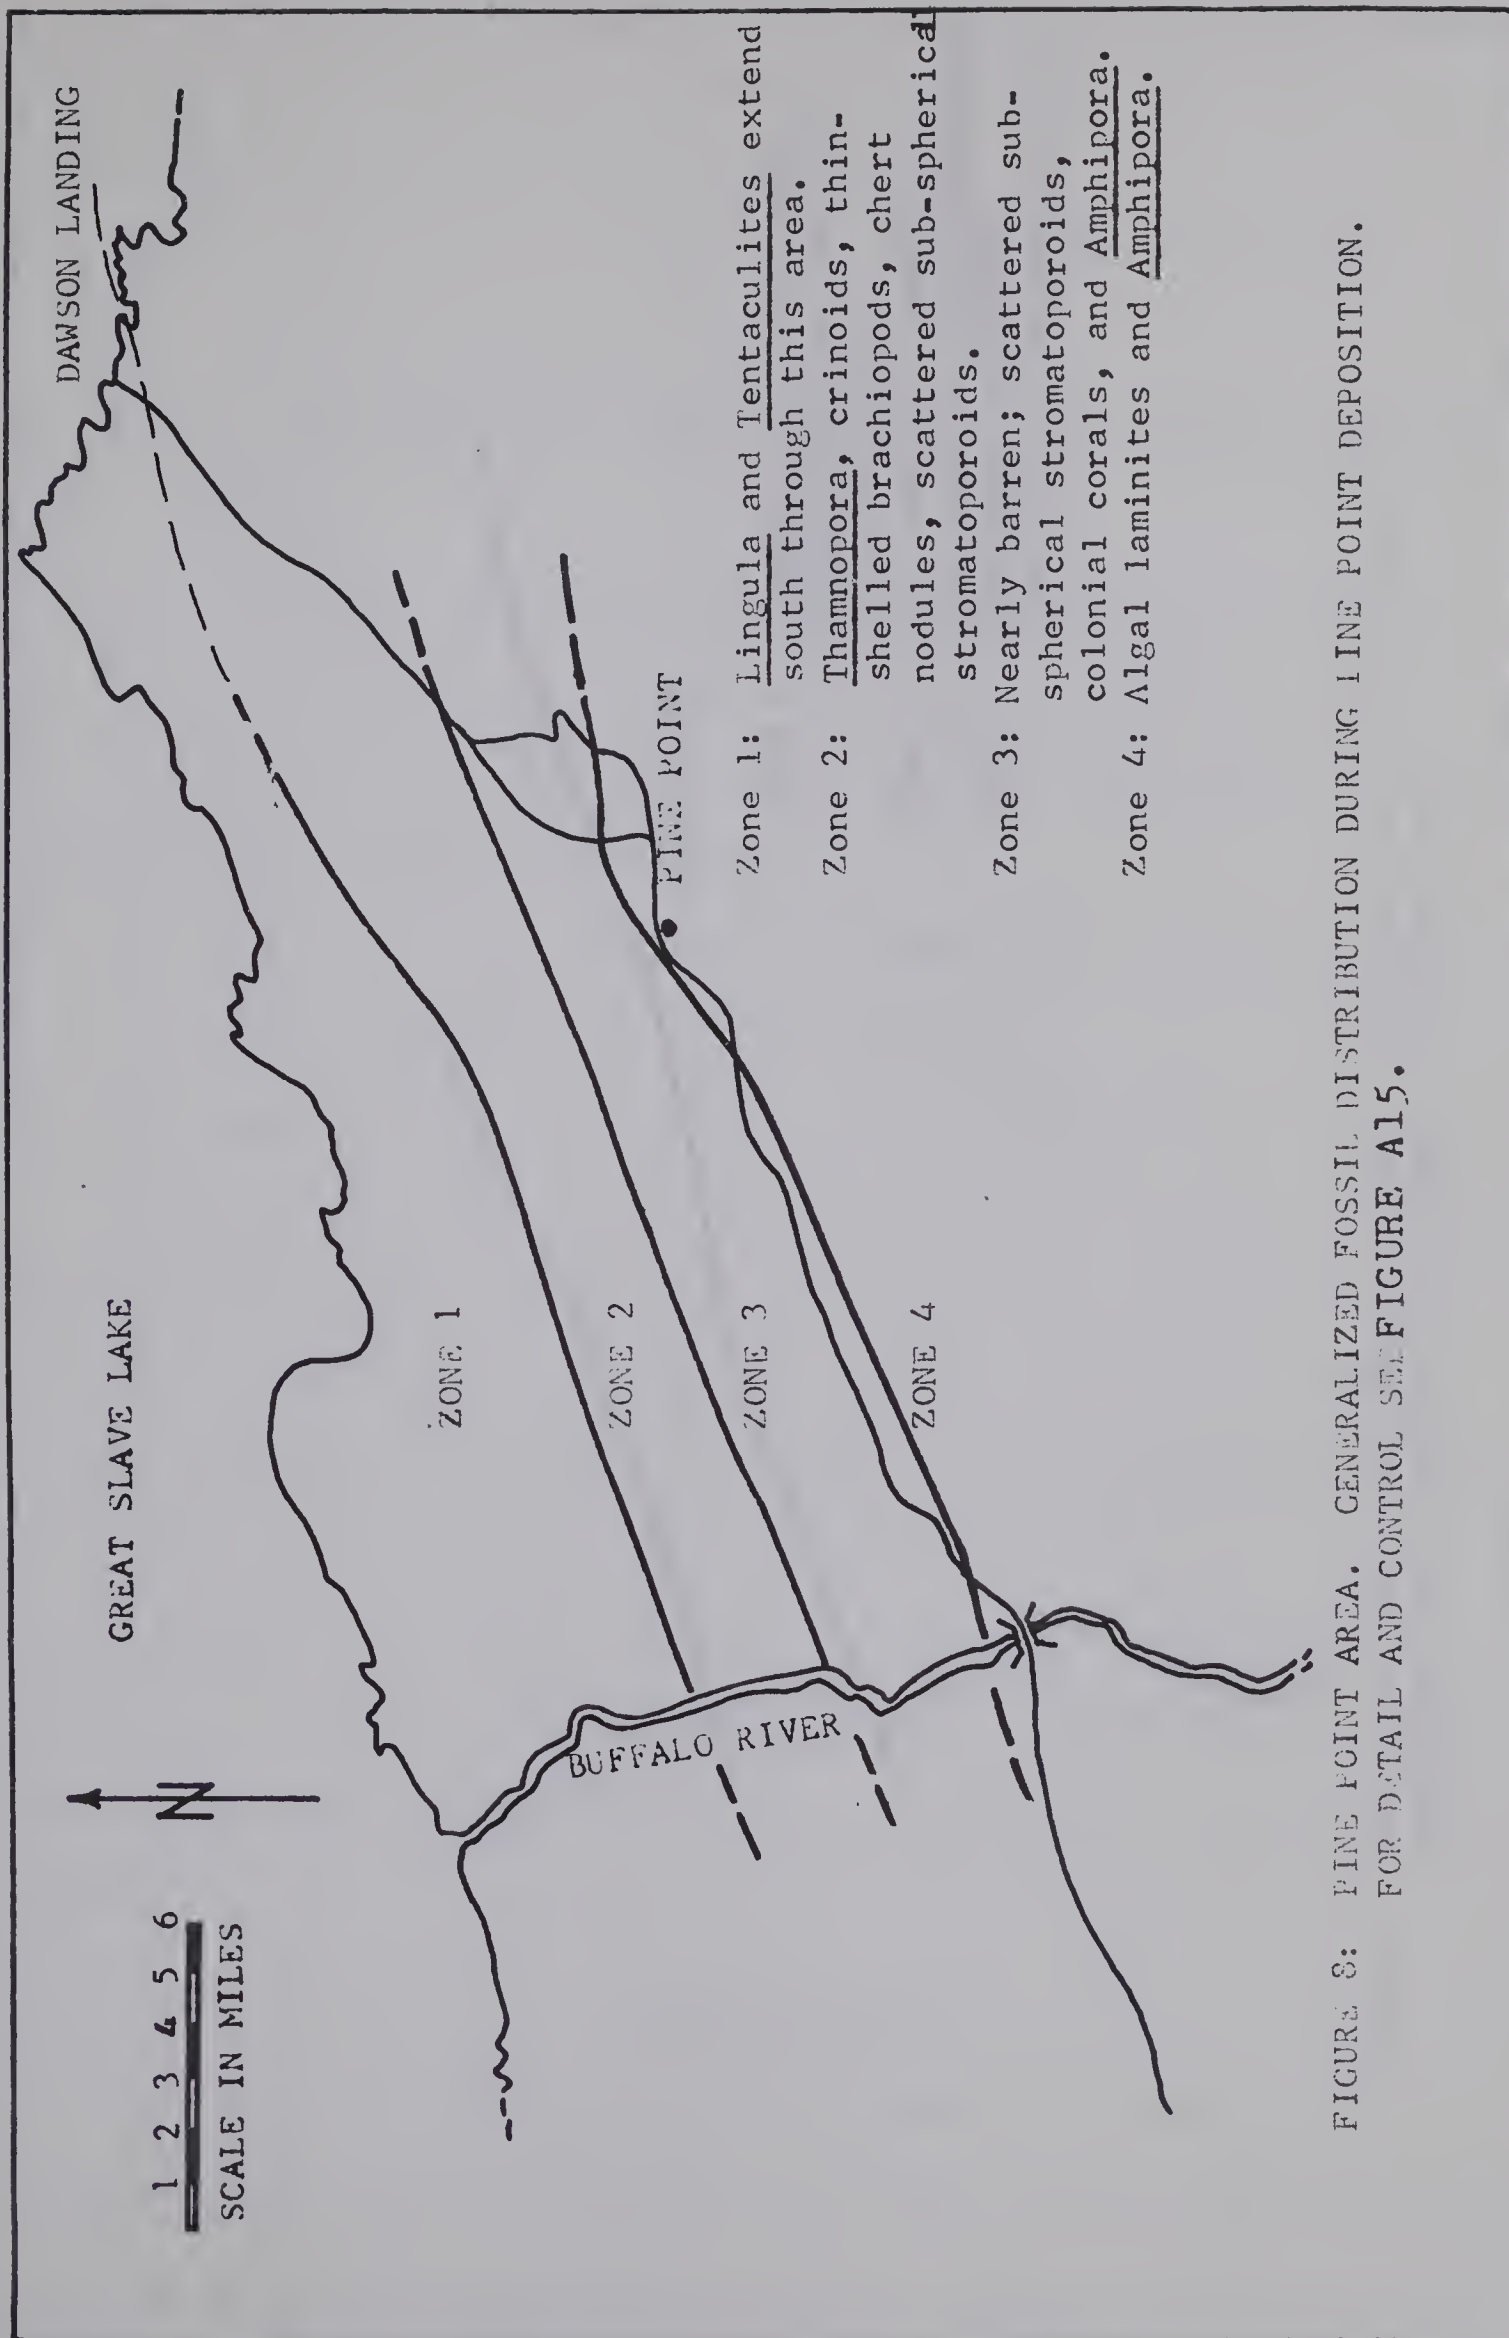 DAWSON LANDING
GREAT SLAVE LAKE
N
1 2 3 4 5 6
SCALE IN MILES
ZONE 1
ZONE 2
ZONE 3
ZONE 4
BUFFALO RIVER
PINE POINT
Zone 1: Lingula and Tentaculites extend
south through this area.
Zone 2: Thamnopora, crinoids, thin-
shelled brachiopods, chert
nodules, scattered sub-spherical
stromatoporoids.
Zone 3: Nearly barren; scattered sub-
spherical stromatoporoids,
colonial corals, and Amphipora.
Zone 4: Algal laminites and Amphipora.
FIGURE 8: PINE POINT AREA. GENERALIZED FOSSIL DISTRIBUTION DURING LINE POINT DEPOSITION.
FOR DETAIL AND CONTROL SEE FIGURE A15.